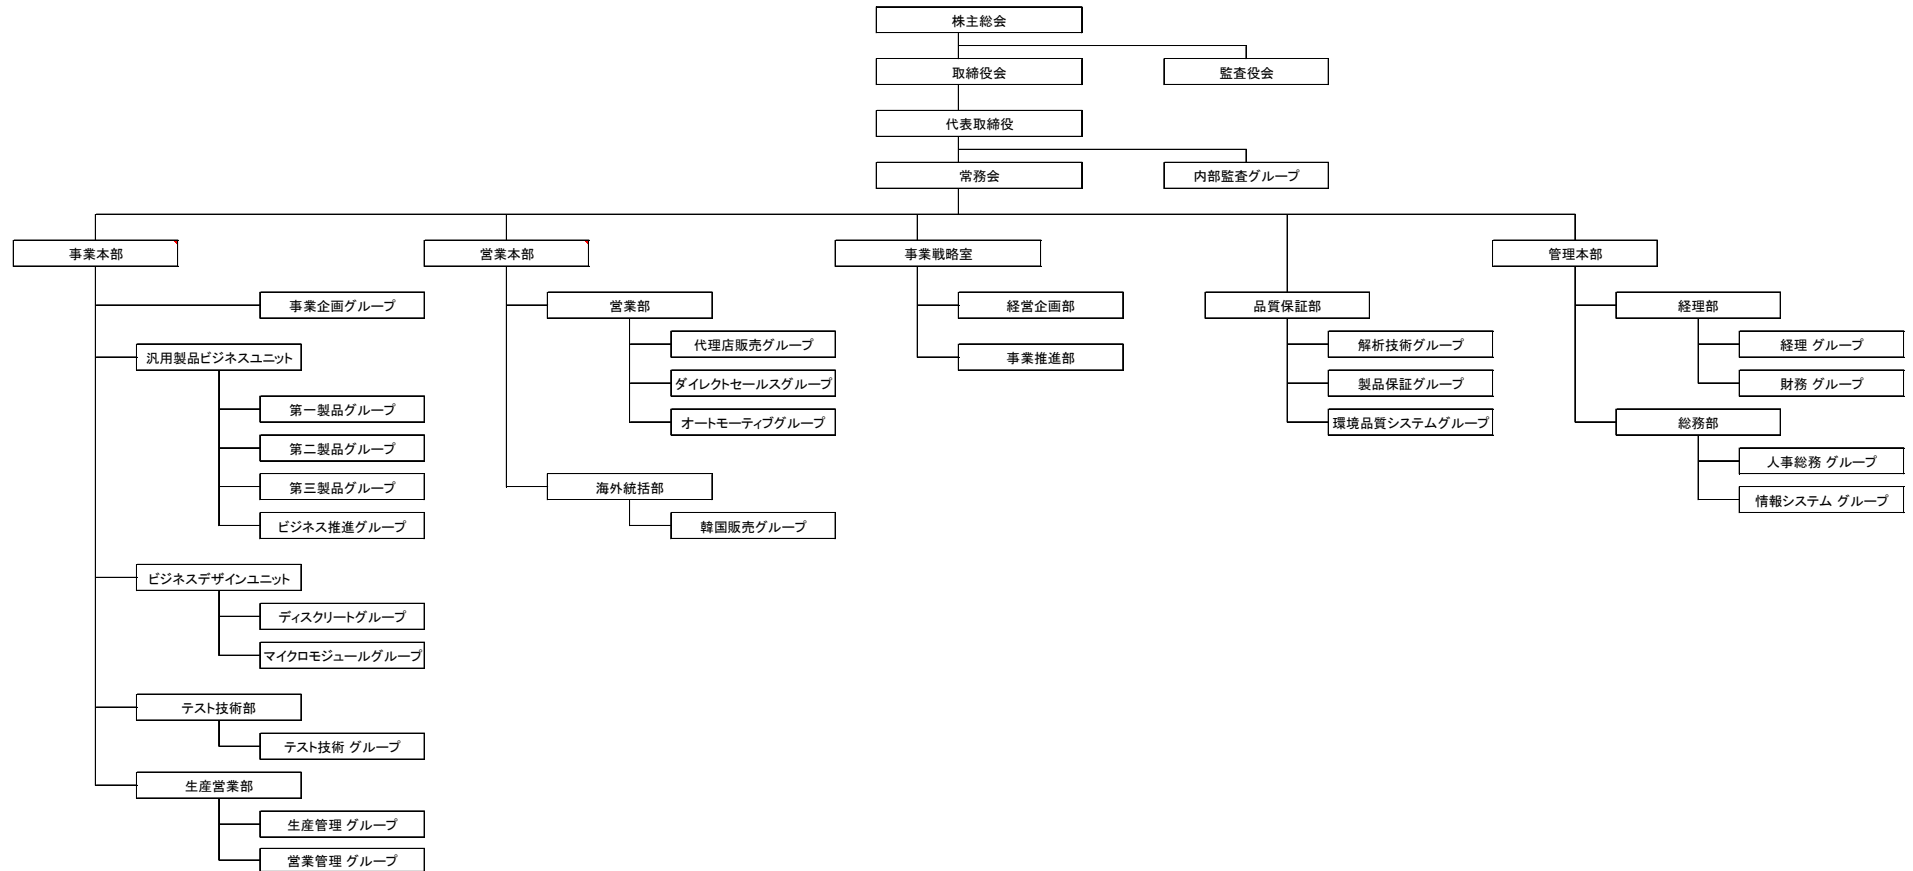 株主総会
取締役会
監査役会
代表取締役
常務会
内部監査グループ
事業本部
事業企画グループ
汎用製品ビジネスユニット
第一製品グループ
第二製品グループ
第三製品グループ
ビジネス推進グループ
ビジネスデザインユニット
ディスクリートグループ
マイクロモジュールグループ
テスト技術部
テスト技術 グループ
生産営業部
生産管理 グループ
営業管理 グループ
営業本部
営業部
代理店販売グループ
ダイレクトセールスグループ
オートモーティブグループ
海外統括部
韓国販売グループ
事業戦略室
経営企画部
事業推進部
品質保証部
解析技術グループ
製品保証グループ
環境品質システムグループ
管理本部
経理部
経理 グループ
財務 グループ
総務部
人事総務 グループ
情報システム グループ